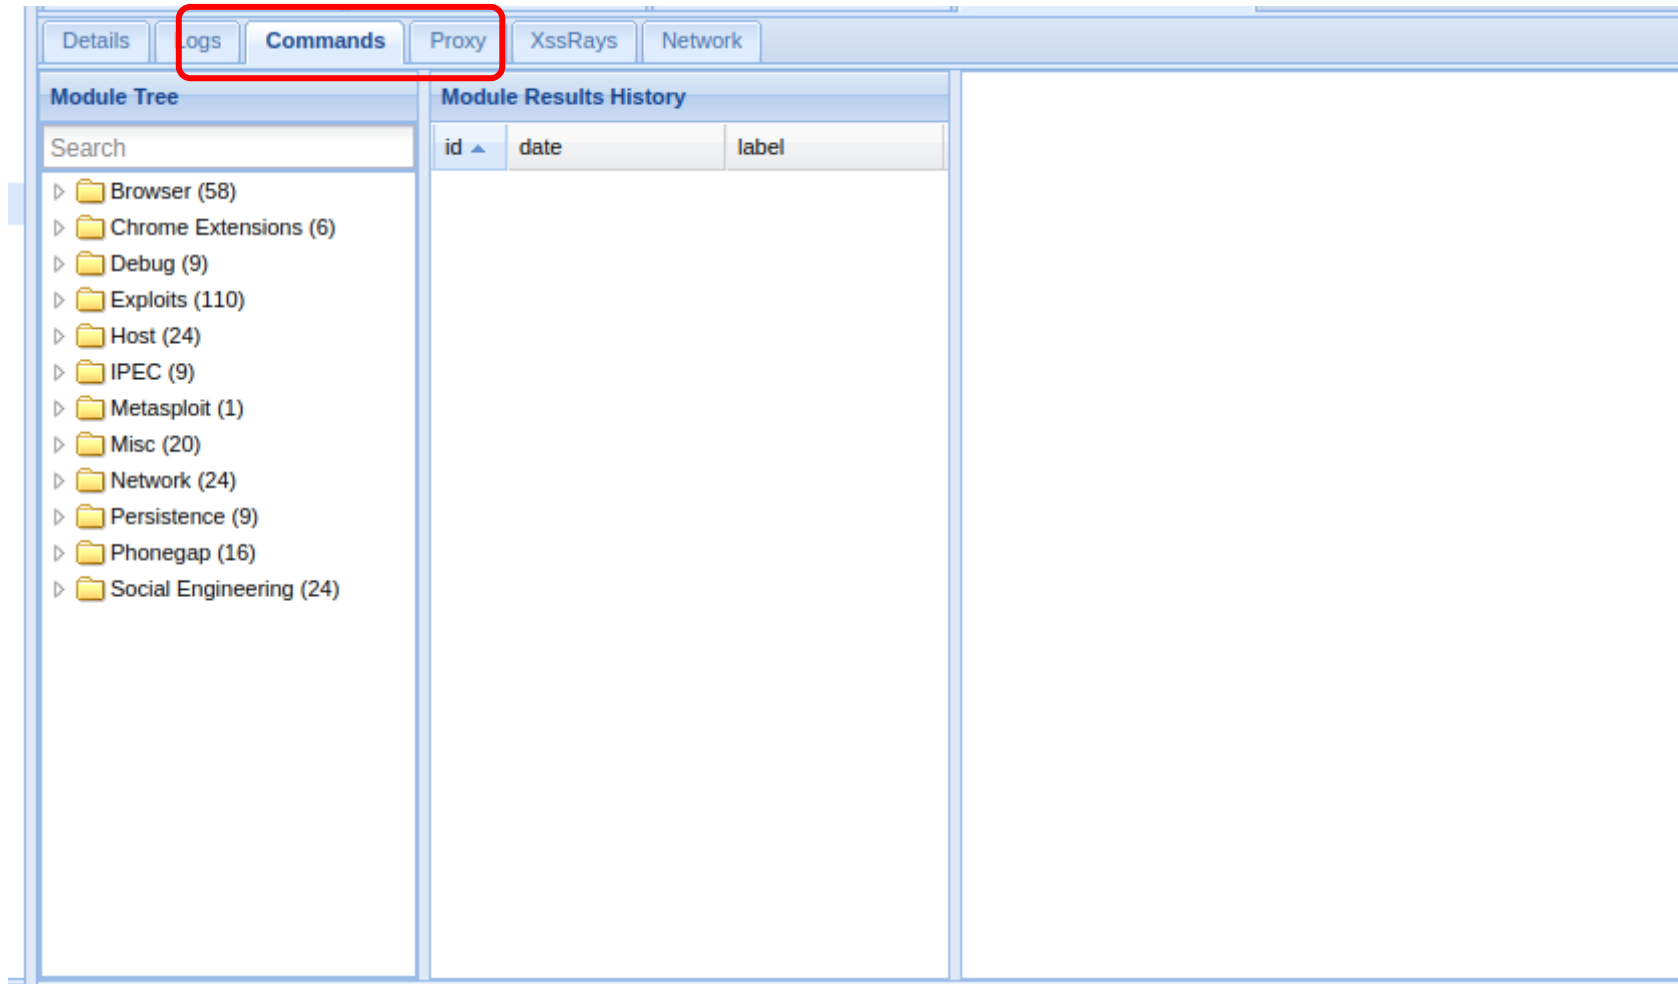 Details Logs Commands Proxy XssRays Network
Module Tree
Module Results History
Search
id date label
Browser (58)
Chrome Extensions (6)
Debug (9)
Exploits (110)
Host (24)
IPEC (9)
Metasploit (1)
Misc (20)
Network (24)
Persistence (9)
Phonegap (16)
Social Engineering (24)